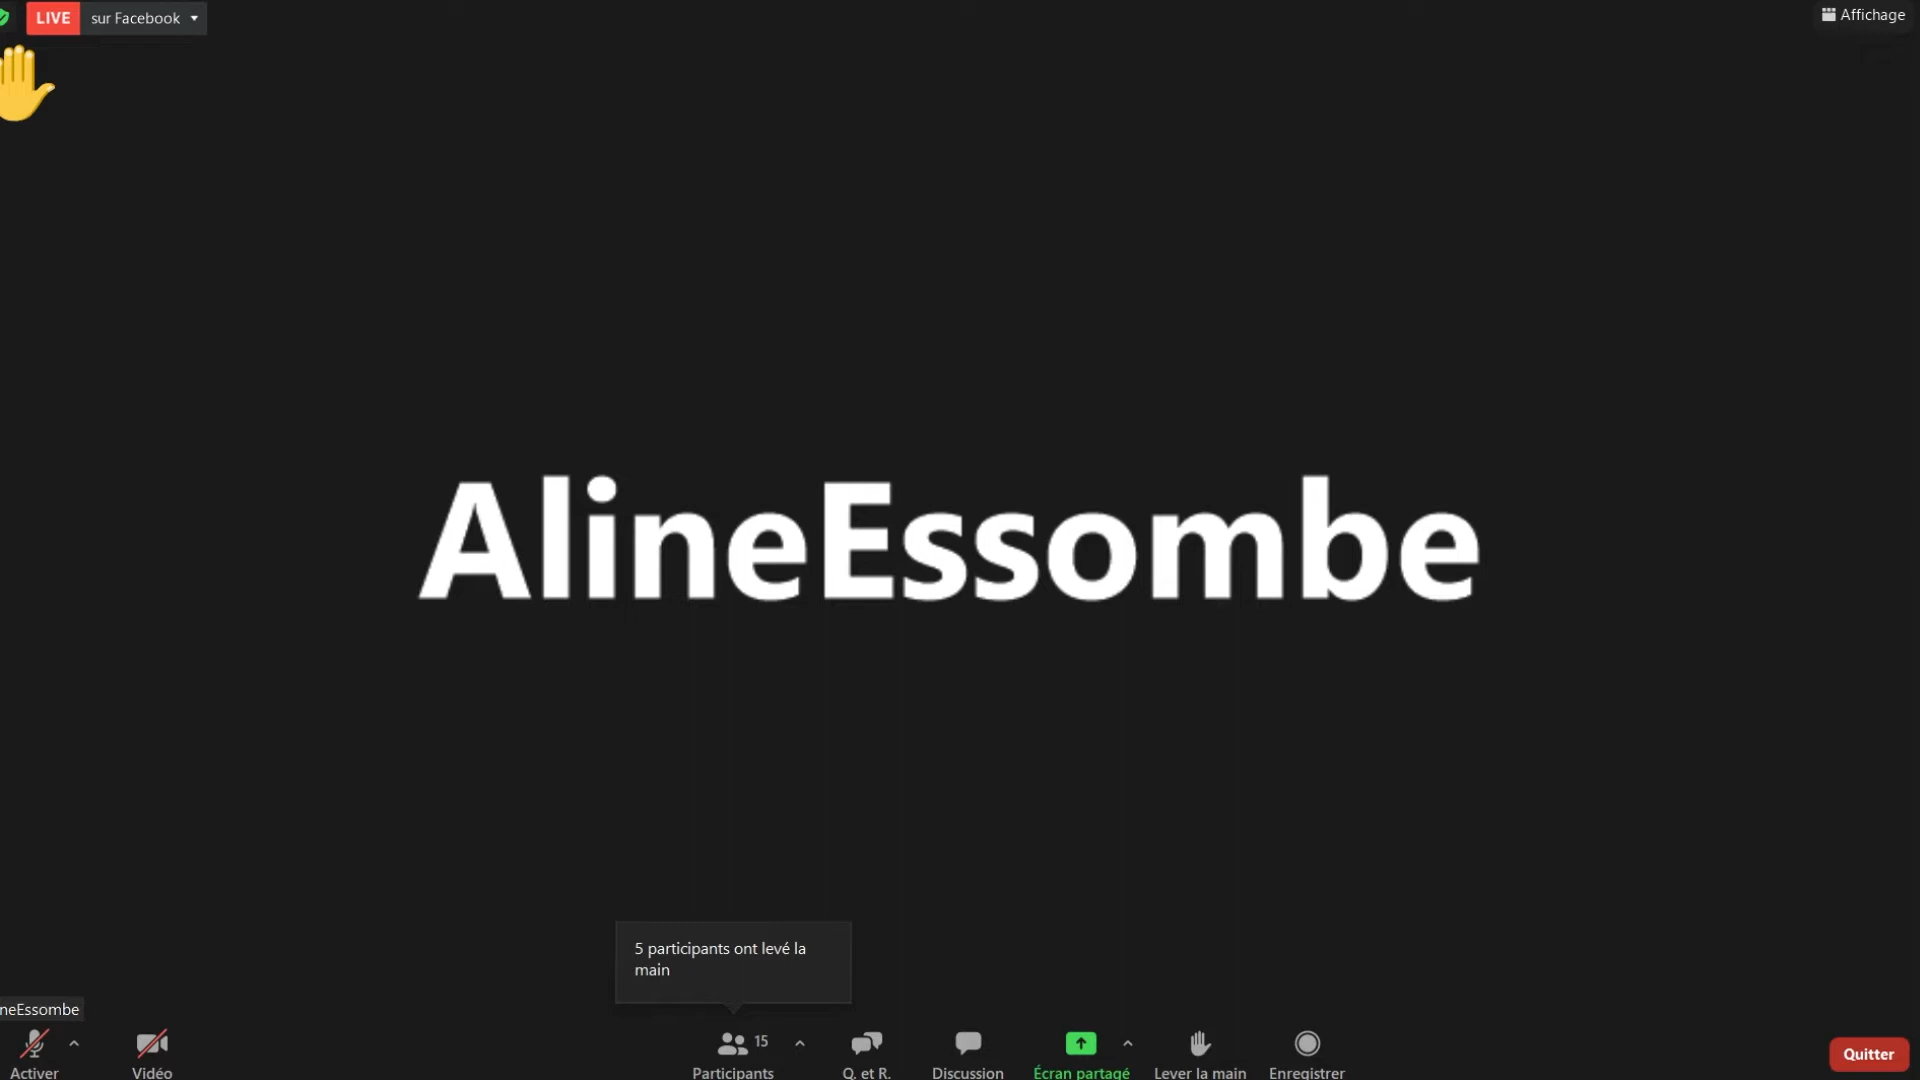 LIVE sur Facebook
Affichage
AlineEssombe
5 participants ont levé la
main
neEssombe
15
Activer
Vidéo
Participants
Q. et R.
Discussion
Écran partagé
Lever la main
Enregistrer
Quitter